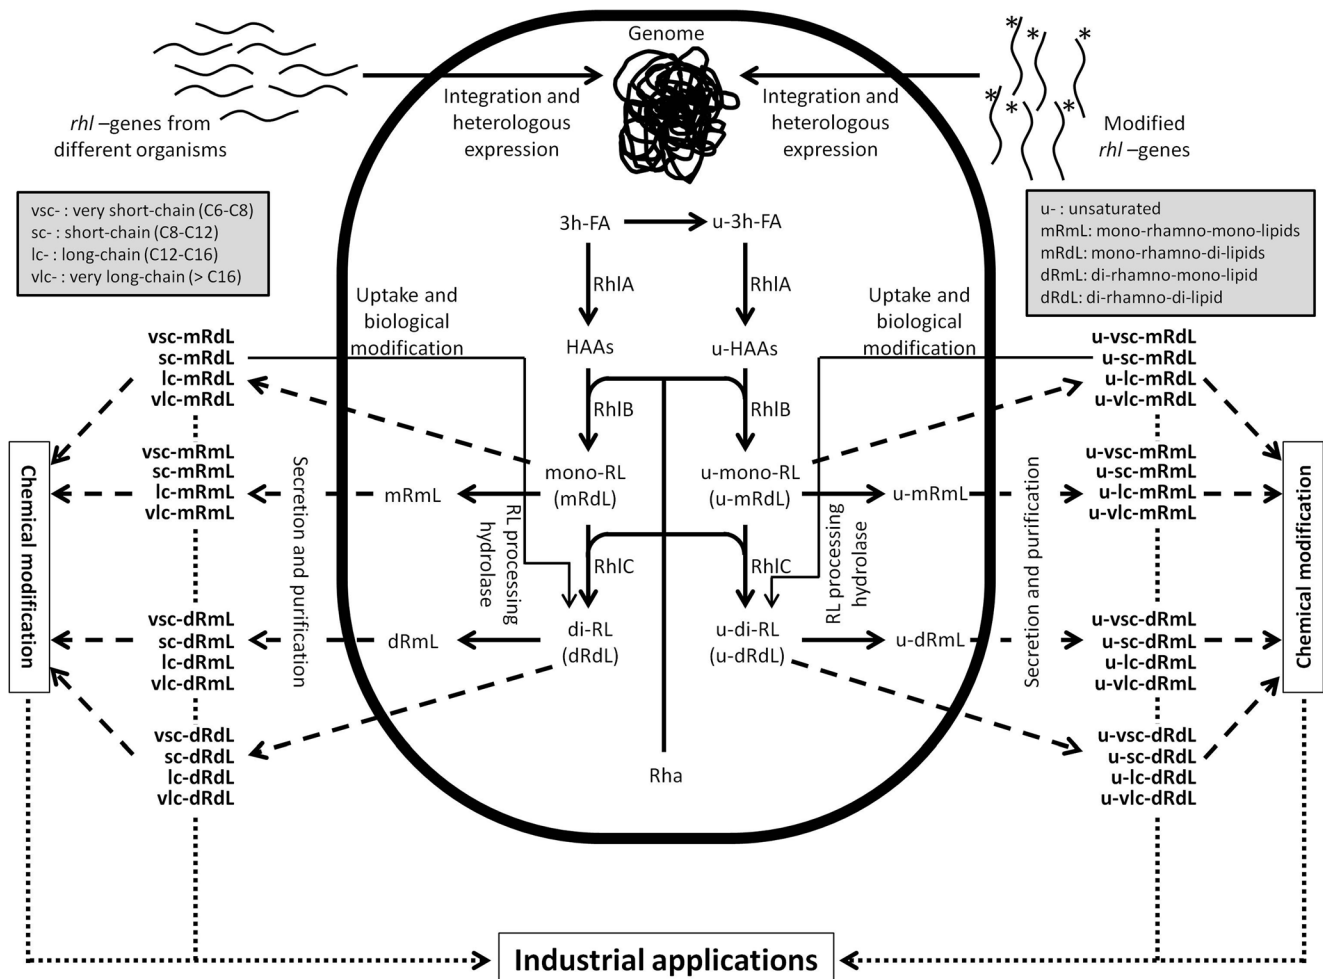 Genome
Integration and
heterologous
expression
Integration and
heterologous
expression
rhl –genes from
different organisms
Modified
rhl –genes
* * * * * * *
vsc- : very short-chain (C6-C8)
sc- : short-chain (C8-C12)
lc- : long-chain (C12-C16)
vlc- : very long-chain (> C16)
u- : unsaturated
mRmL: mono-rhamno-mono-lipids
mRdL: mono-rhamno-di-lipids
dRmL: di-rhamno-mono-lipid
dRdL: di-rhamno-di-lipid
3h-FA
u-3h-FA
RhlA
RhlA
Uptake and
biological
modification
Uptake and
biological
modification
HAAs
u-HAAs
RhlB
RhlB
vsc-mRdL
sc-mRdL
lc-mRdL
vlc-mRdL
u-vsc-mRdL
u-sc-mRdL
u-lc-mRdL
u-vlc-mRdL
vsc-mRmL
sc-mRmL
lc-mRmL
vlc-mRmL
mRmL
mono-RL
(mRdL)
u-mono-RL
(u-mRdL)
u-mRmL
u-vsc-mRmL
u-sc-mRmL
u-lc-mRmL
u-vlc-mRmL
Chemical modification
Secretion and purification
RL processing
hydrolase
RhlC
RhlC
RL processing
hydrolase
Secretion and purification
Chemical modification
vsc-dRmL
sc-dRmL
lc-dRmL
vlc-dRmL
dRmL
di-RL
(dRdL)
u-di-RL
(u-dRdL)
u-dRmL
u-vsc-dRmL
u-sc-dRmL
u-lc-dRmL
u-vlc-dRmL
vsc-dRdL
sc-dRdL
lc-dRdL
vlc-dRdL
Rha
u-vsc-dRdL
u-sc-dRdL
u-lc-dRdL
u-vlc-dRdL
Industrial applications